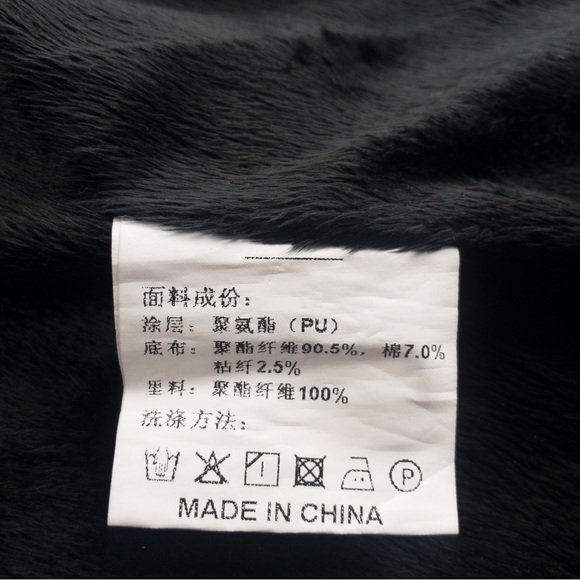 面料成份:
涂层: 聚氨酯(PU)
底布: 聚酯纤维90.5%, 棉7.0%
粘纤2.5%
里料: 聚酯纤维100%
洗涤方法:
P
MADE IN CHINA